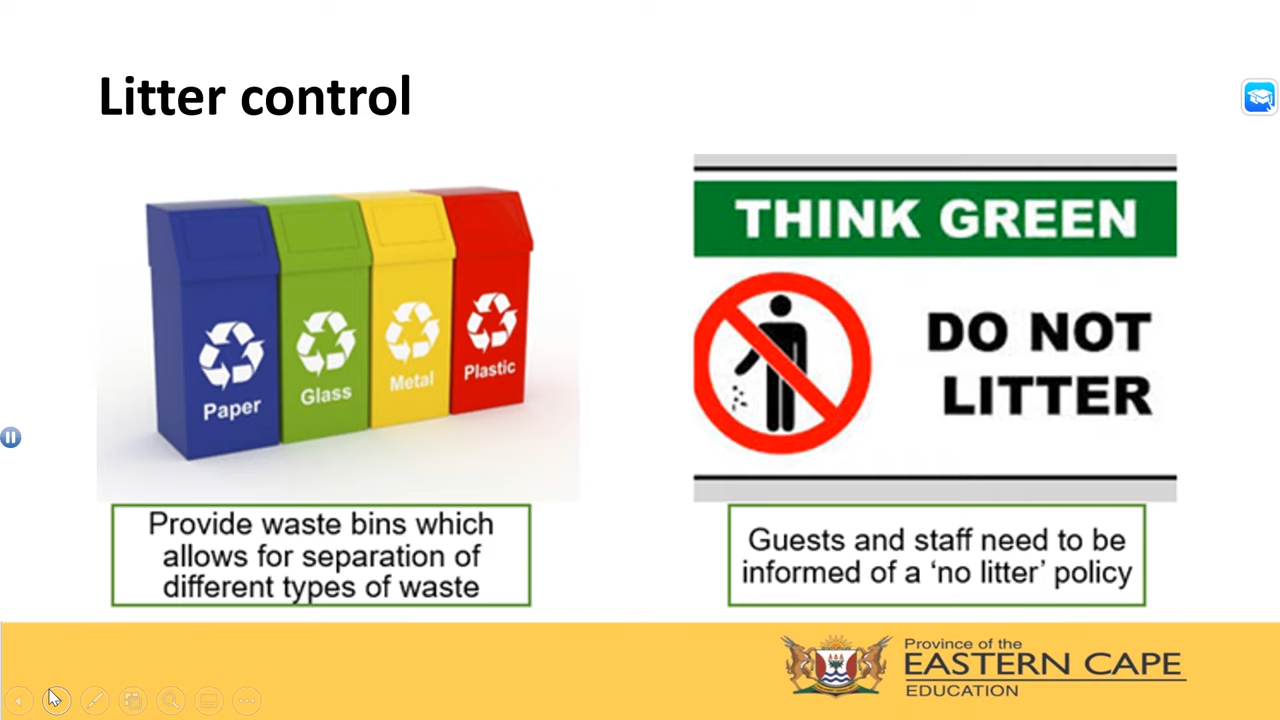 Litter control
Paper
Glass
Metal
Plastic
Provide waste bins which
allows for separation of
different types of waste
THINK GREEN
DO NOT
LITTER
Guests and staff need to be
informed of a ‘no litter’ policy
Province of the
EASTERN CAPE
EDUCATION